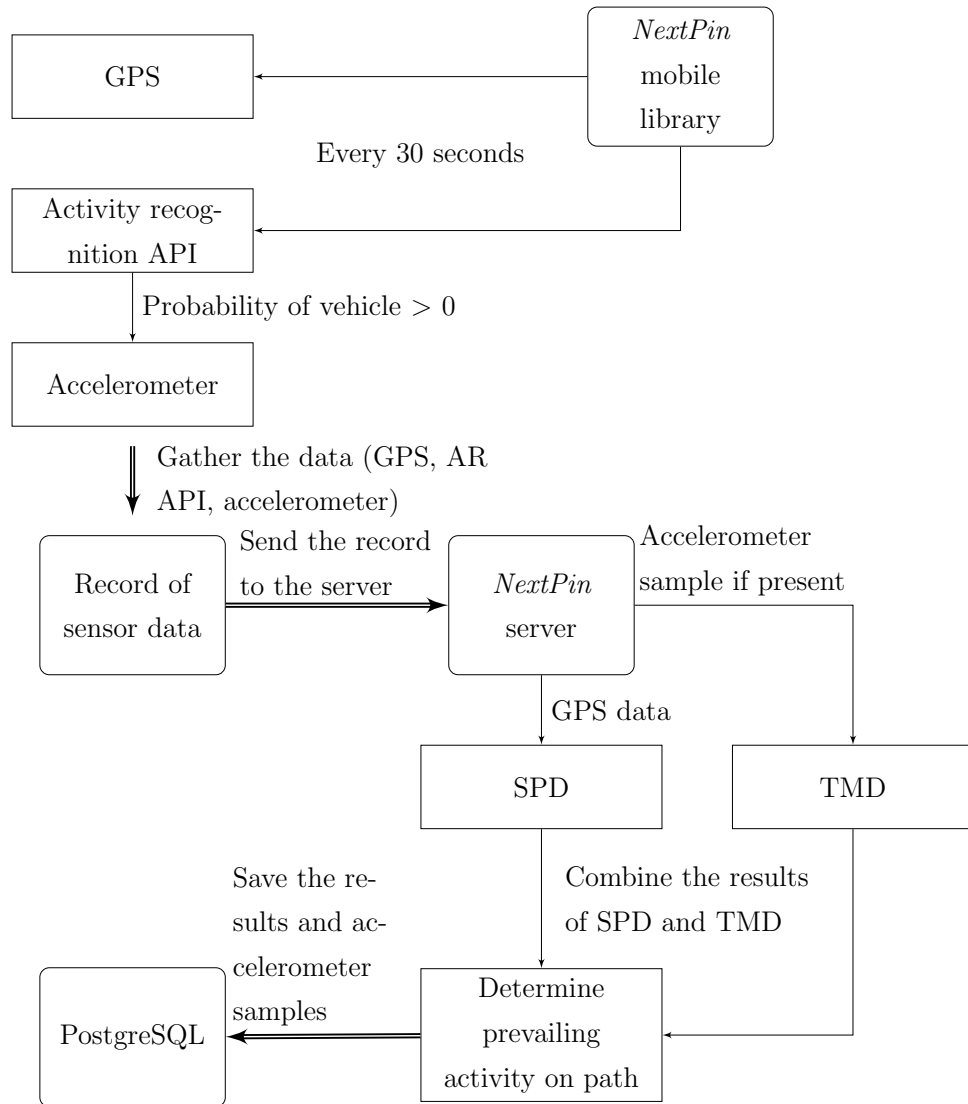 GPS
NextPin
mobile
library
Every 30 seconds
Activity recog-
nition API
Probability of vehicle > 0
Accelerometer
Gather the data (GPS, AR
API, accelerometer)
Record of
sensor data
Send the record
to the server
NextPin
server
Accelerometer
sample if present
GPS data
SPD
TMD
Combine the results
of SPD and TMD
Save the re-
sults and ac-
celerometer
samples
PostgreSQL
Determine
prevailing
activity on path